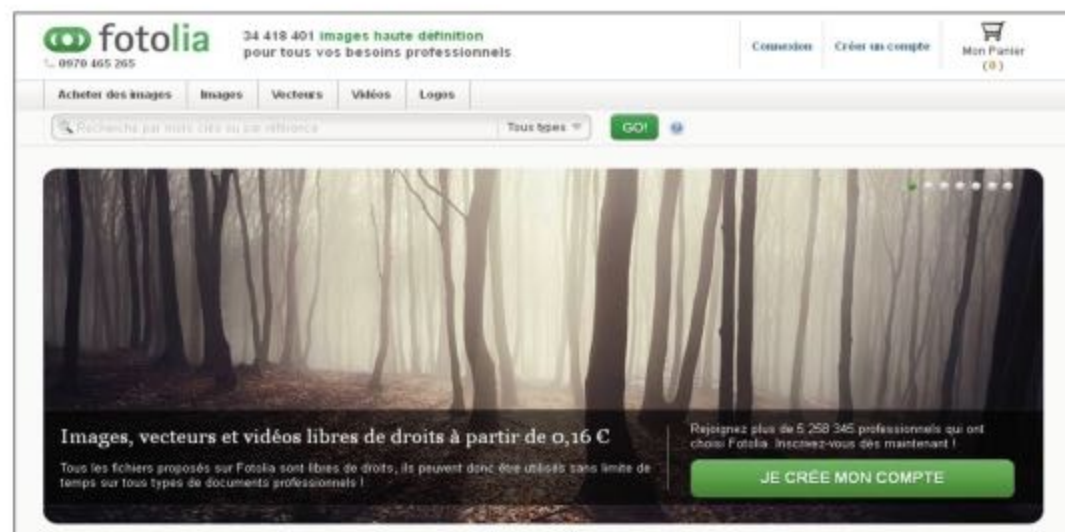 fotolia
0970 465 265
34 418 401 images haute définition
pour tous vos besoins professionnels
Connexion
Créer un compte
Mon Panier
(0)
Acheter des images
Images
Vecteurs
Vidéos
Logos
Recherche par mots clés ou par référence
Tous types
GO!
Images, vecteurs et vidéos libres de droits à partir de 0,16 €
Tous les fichiers proposés sur Fotolia sont libres de droits, ils peuvent donc être utilisés sans limite de
temps sur tous types de documents professionnels !
Rejoignez plus de 5 258 345 professionnels qui ont
choisi Fotolia. Inscrivez-vous dès maintenant !
JE CRÉE MON COMPTE